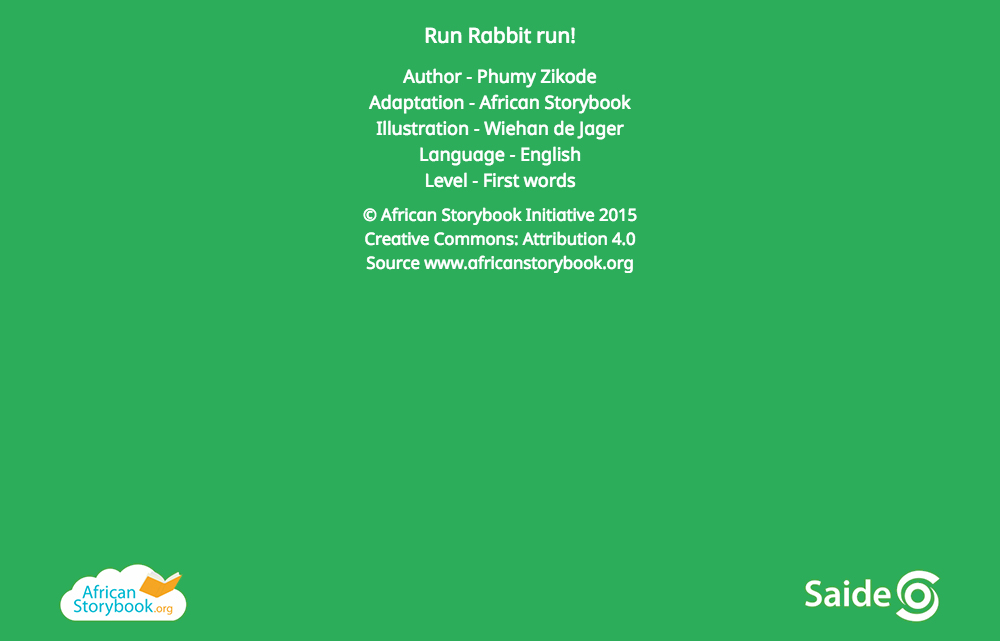 Run Rabbit run!
Author - Phumy Zikode
Adaptation - African Storybook
Illustration - Wiehan de Jager
Language - English
Level - First words
© African Storybook Initiative 2015
Creative Commons: Attribution 4.0
Source www.africanstorybook.org
African
Storybook.org
Saide